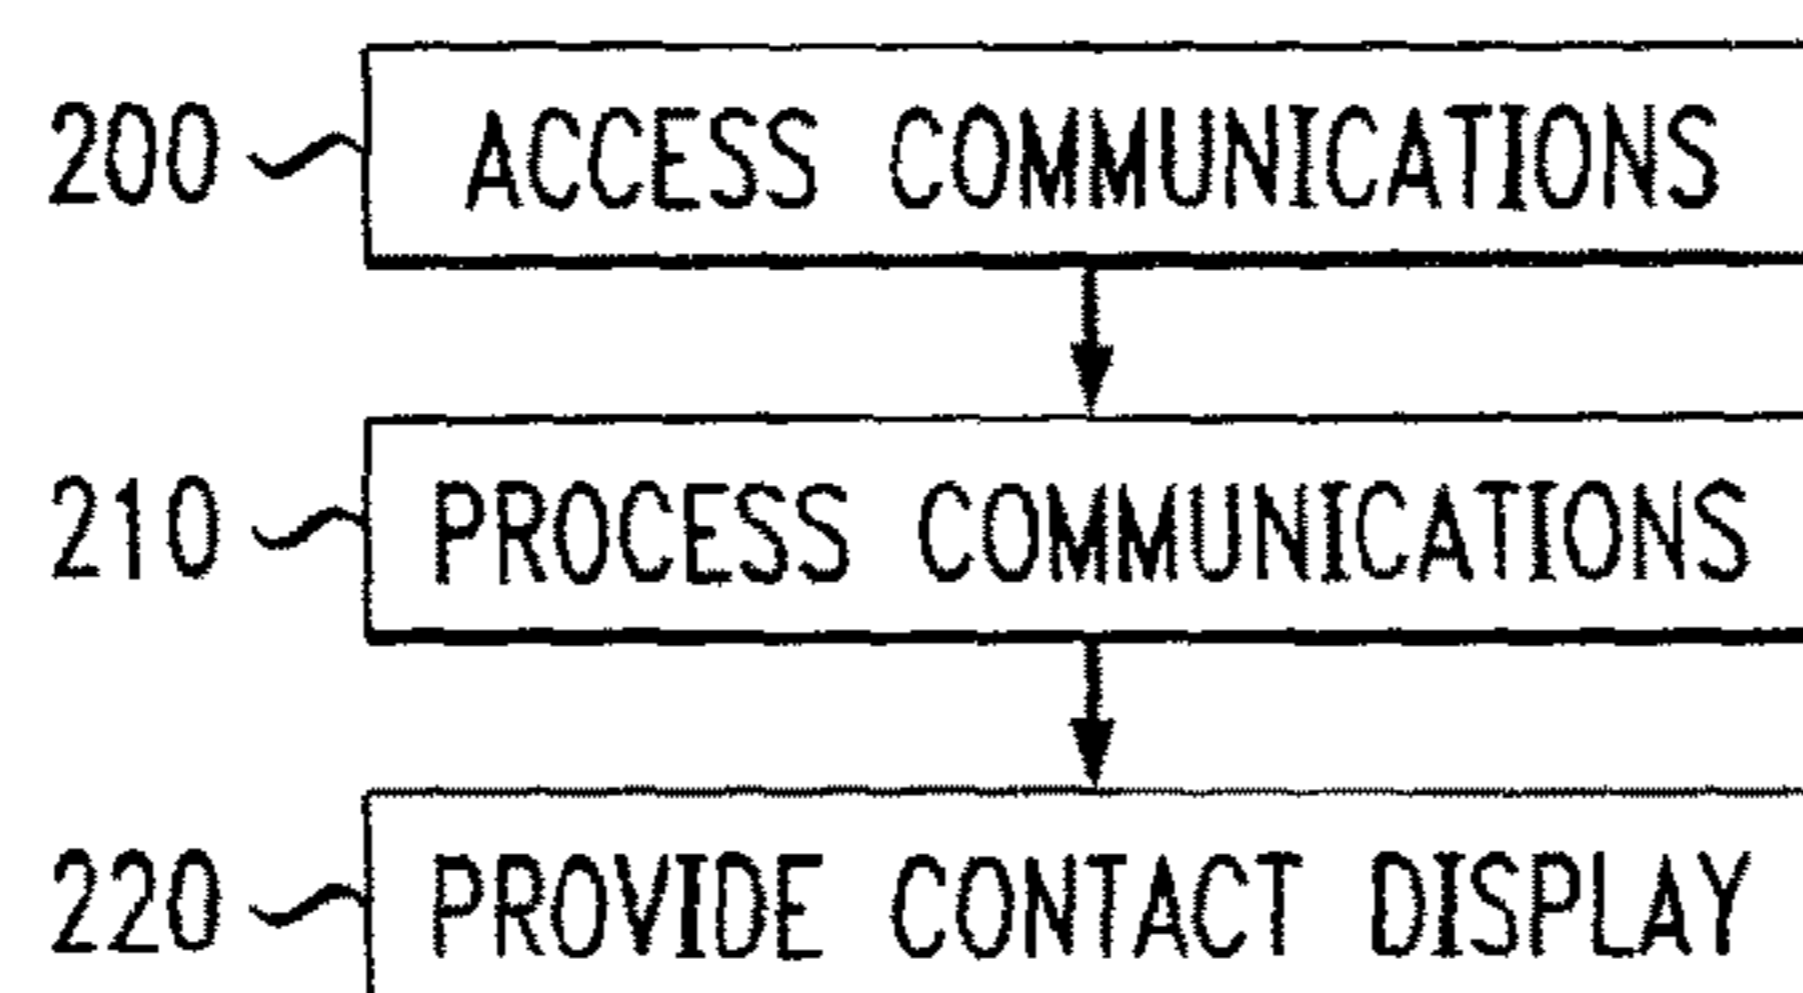 200 ACCESS COMMUNICATIONS
210 PROCESS COMMUNICATIONS
220 PROVIDE CONTACT DISPLAY